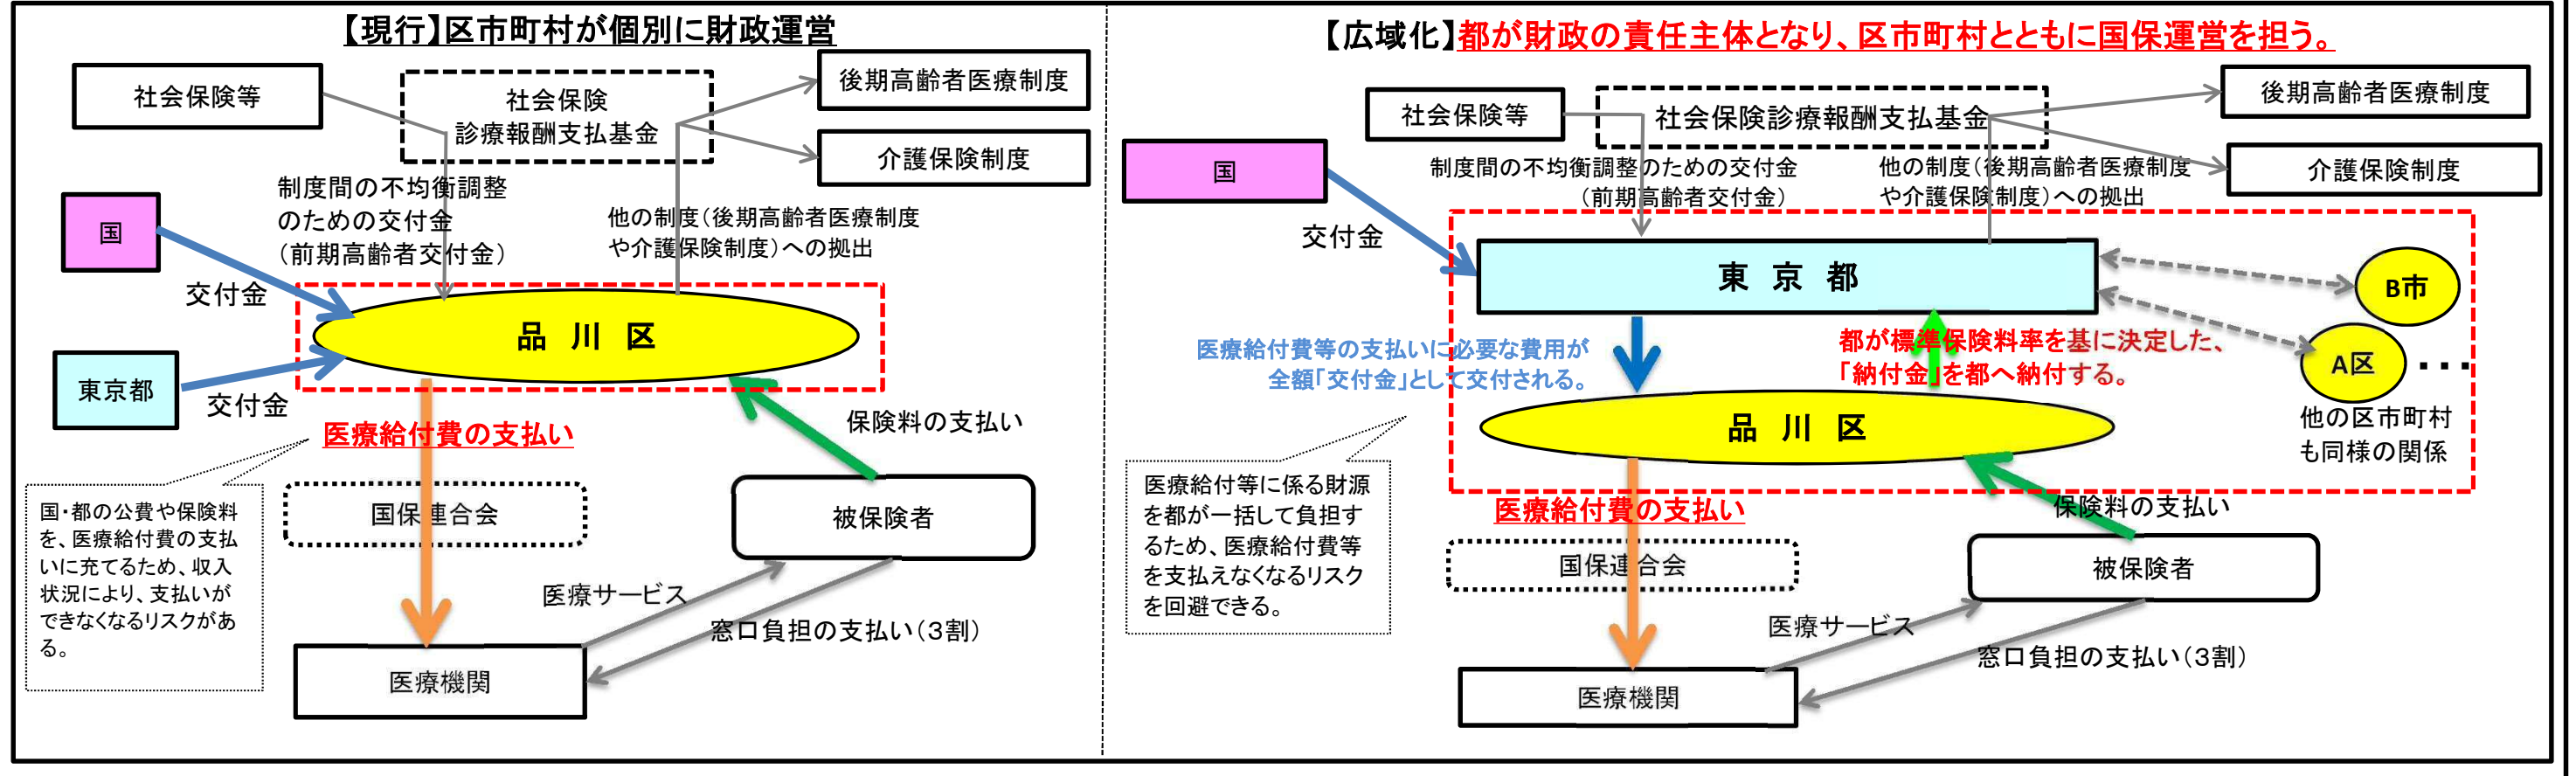 【現行】区市町村が個別に財政運営
社会保険等
社会保険
診療報酬支払基金
後期高齢者医療制度
介護保険制度
制度間の不均衡調整
のための交付金
（前期高齢者交付金）
他の制度（後期高齢者医療制度
や介護保険制度）への拠出
国
交付金
東京都
交付金
品 川 区
医療給付費の支払い
保険料の支払い
国・都の公費や保険料
を、医療給付費の支払
いに充てるため、収入
状況により、支払いが
できなくなるリスクがあ
る。
国保連合会
被保険者
医療サービス
窓口負担の支払い（３割）
医療機関
【広域化】都が財政の責任主体となり、区市町村とともに国保運営を担う。
社会保険等
社会保険診療報酬支払基金
後期高齢者医療制度
介護保険制度
国
制度間の不均衡調整のための交付金
（前期高齢者交付金）
他の制度（後期高齢者医療制度
や介護保険制度）への拠出
交付金
東 京 都
B市
A区
・・・
他の区市町村
も同様の関係
医療給付費等の支払いに必要な費用が
全額「交付金」として交付される。
都が標準保険料率を基に決定した、
「納付金」を都へ納付する。
品 川 区
医療給付等に係る財源
を都が一括して負担す
るため、医療給付費等
を支払えなくなるリスク
を回避できる。
医療給付費の支払い
保険料の支払い
国保連合会
被保険者
医療サービス
窓口負担の支払い（３割）
医療機関